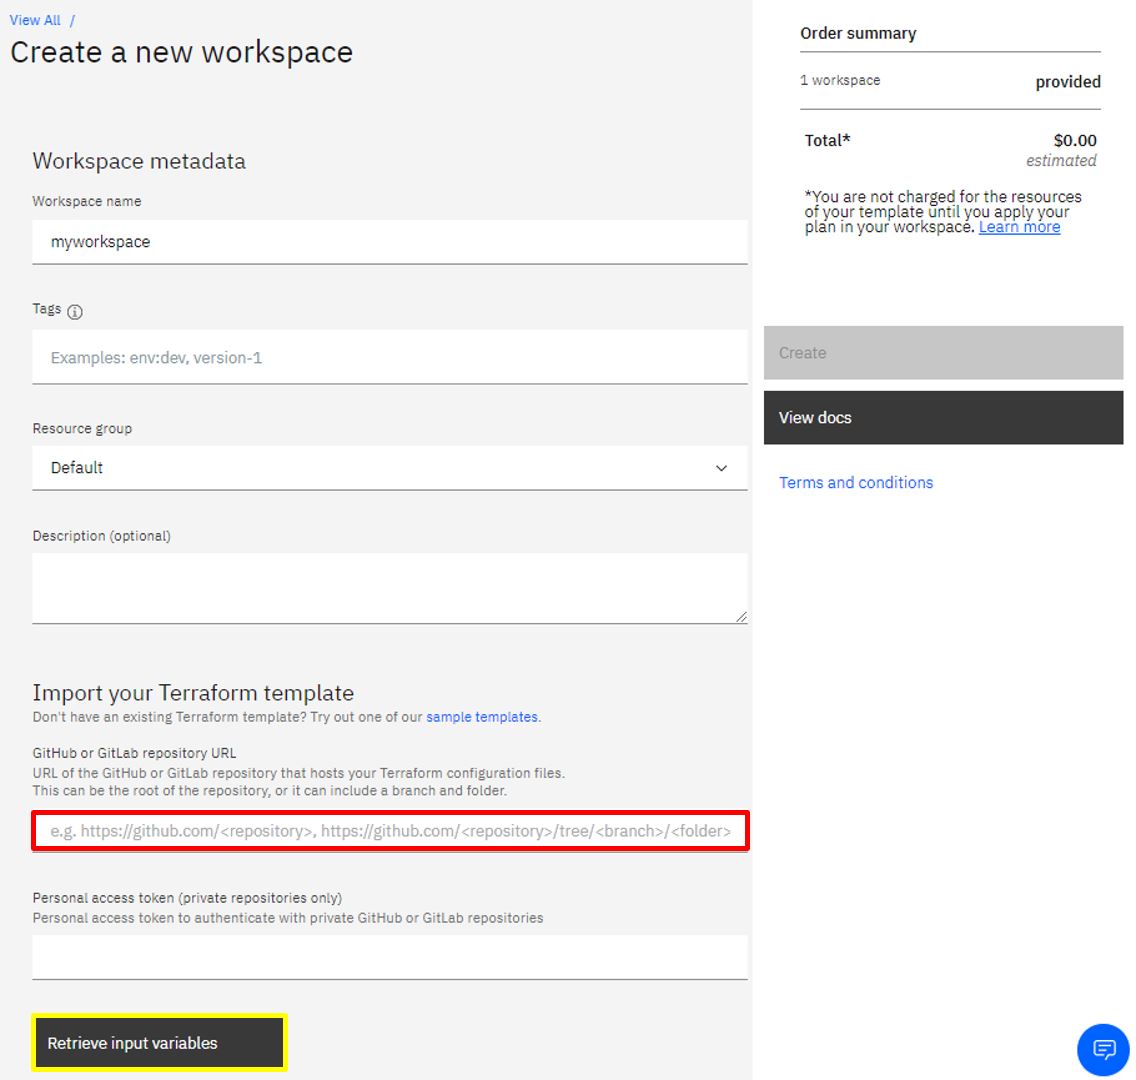 View All /
Create a new workspace
Workspace metadata
Workspace name
myworkspace
Tags
Examples: env:dev, version-1
Resource group
Default
Description (optional)
Import your Terraform template
Don't have an existing Terraform template? Try out one of our sample templates.
GitHub or GitLab repository URL
URL of the GitHub or GitLab repository that hosts your Terraform configuration files.
This can be the root of the repository, or it can include a branch and folder.
e.g. https://github.com/<repository>, https://github.com/<repository>/tree/<branch>/<folder>
Personal access token (private repositories only)
Personal access token to authenticate with private GitHub or GitLab repositories
Retrieve input variables
Order summary
1 workspace provided
Total* $0.00
estimated
*You are not charged for the resources
of your template until you apply your
plan in your workspace. Learn more
Create
View docs
Terms and conditions